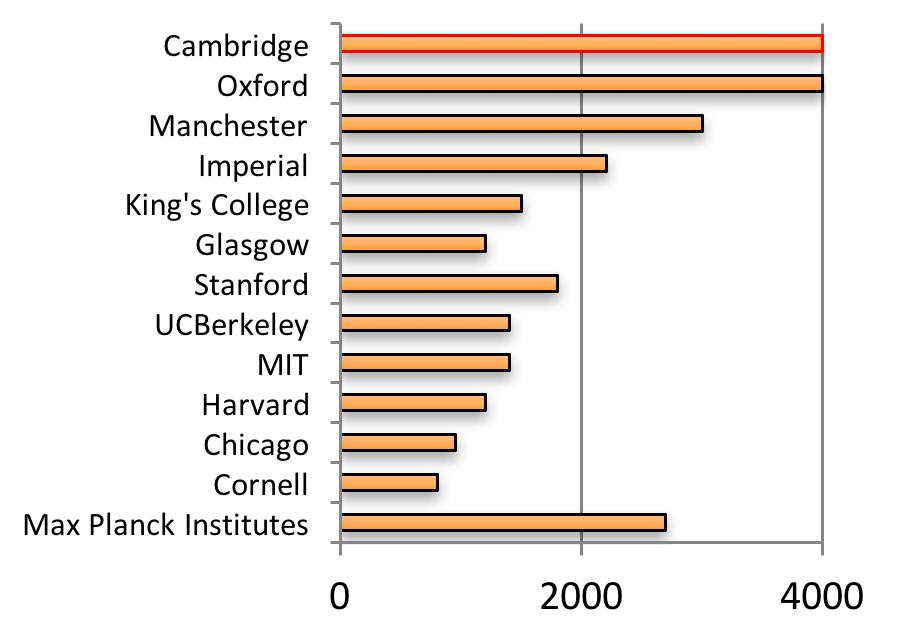 Cambridge
Oxford
Manchester
Imperial
King's College
Glasgow
Stanford
UCBerkeley
MIT
Harvard
Chicago
Cornell
Max Planck Institutes
0 2000 4000